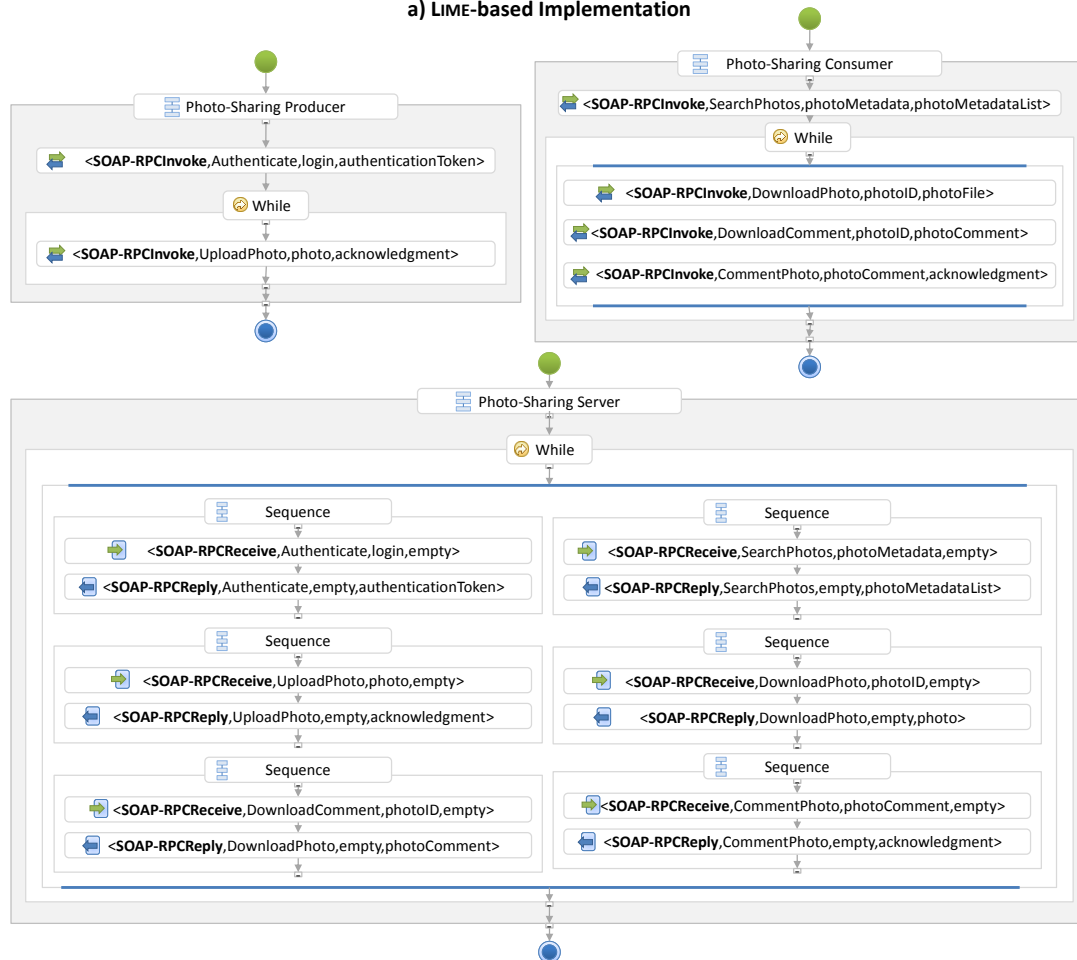 a) LIME-based Implementation
Photo-Sharing Producer
<SOAP-RPCInvoke,Authenticate,login,authenticationToken>
While
<SOAP-RPCInvoke,UploadPhoto,photo,acknowledgment>
Photo-Sharing Consumer
<SOAP-RPCInvoke,SearchPhotos,photoMetadata,photoMetadataList>
While
<SOAP-RPCInvoke,DownloadPhoto,photoID,photoFile>
<SOAP-RPCInvoke,DownloadComment,photoID,photoComment>
<SOAP-RPCInvoke,CommentPhoto,photoComment,acknowledgment>
Photo-Sharing Server
While
Sequence
<SOAP-RPCReceive,Authenticate,login,empty>
<SOAP-RPCReply,Authenticate,empty,authenticationToken>
Sequence
<SOAP-RPCReceive,SearchPhotos,photoMetadata,empty>
<SOAP-RPCReply,SearchPhotos,empty,photoMetadataList>
Sequence
<SOAP-RPCReceive,UploadPhoto,photo,empty>
<SOAP-RPCReply,UploadPhoto,empty,acknowledgment>
Sequence
<SOAP-RPCReceive,DownloadPhoto,photoID,empty>
<SOAP-RPCReply,DownloadPhoto,empty,photo>
Sequence
<SOAP-RPCReceive,DownloadComment,photoID,empty>
<SOAP-RPCReply,DownloadPhoto,empty,photoComment>
Sequence
<SOAP-RPCReceive,CommentPhoto,photoComment,empty>
<SOAP-RPCReply,CommentPhoto,empty,acknowledgment>